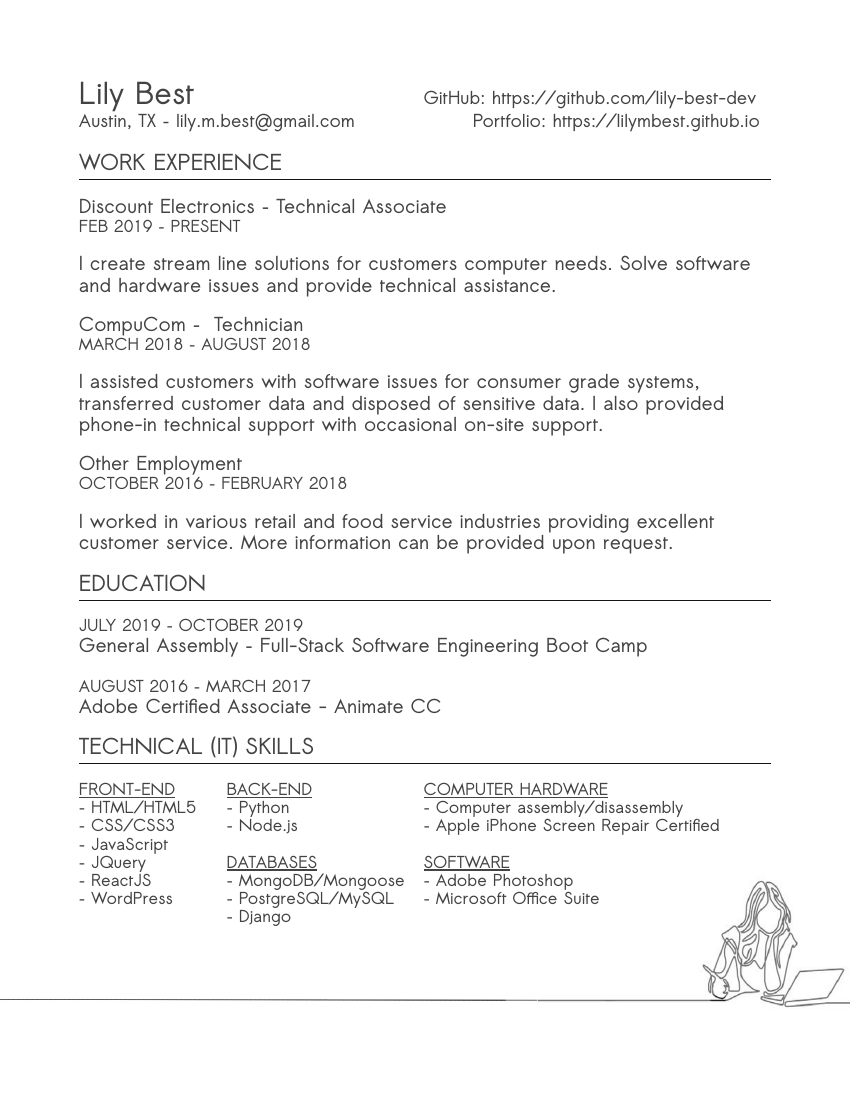 Lily Best
GitHub: https://github.com/lily-best-dev
Austin, TX - lily.m.best@gmail.com
Portfolio: https://lilymbest.github.io
WORK EXPERIENCE
Discount Electronics - Technical Associate
FEB 2019 - PRESENT
I create stream line solutions for customers computer needs. Solve software
and hardware issues and provide technical assistance.
CompuCom -  Technician
MARCH 2018 - AUGUST 2018
I assisted customers with software issues for consumer grade systems,
transferred customer data and disposed of sensitive data. I also provided
phone-in technical support with occasional on-site support.
Other Employment
OCTOBER 2016 - FEBRUARY 2018
I worked in various retail and food service industries providing excellent
customer service. More information can be provided upon request.
EDUCATION
JULY 2019 - OCTOBER 2019
General Assembly - Full-Stack Software Engineering Boot Camp
AUGUST 2016 - MARCH 2017
Adobe Certified Associate - Animate CC
TECHNICAL (IT) SKILLS
FRONT-END
- HTML/HTML5
- CSS/CSS3
- JavaScript
- JQuery
- ReactJS
- WordPress
BACK-END
- Python
- Node.js
DATABASES
- MongoDB/Mongoose
- PostgreSQL/MySQL
- Django
COMPUTER HARDWARE
- Computer assembly/disassembly
- Apple iPhone Screen Repair Certified
SOFTWARE
- Adobe Photoshop
- Microsoft Office Suite